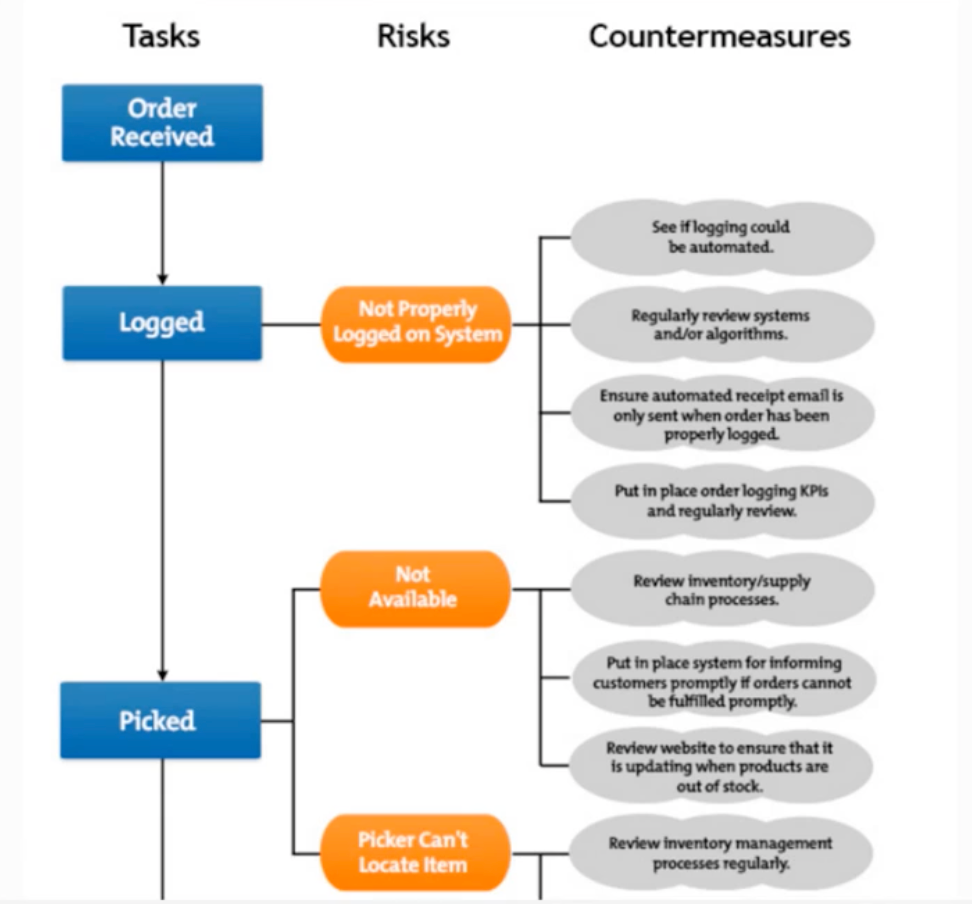 Tasks
Risks
Countermeasures
Order
Received
See if logging could
be automated.
Logged
Not Properly
Logged on System
Regularly review systems
and/or algorithms.
Ensure automated receipt email is
only sent when order has been
properly logged.
Put in place order logging KPIs
and regularly review.
Not
Available
Review inventory/supply
chain processes.
Put in place system for informing
customers promptly if orders cannot
be fulfilled promptly.
Picked
Review website to ensure that it
is updating when products are
out of stock.
Picker Can't
Locate Item
Review inventory management
processes regularly.